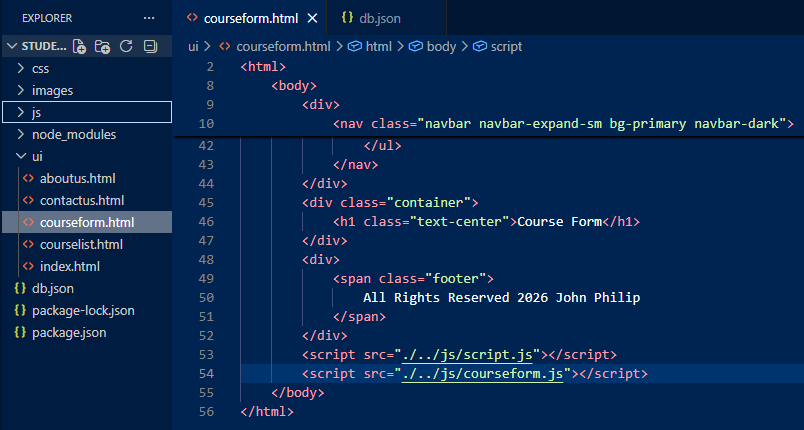 EXPLORER ···
STUDE...
css
images
js
node_modules
ui
<> aboutus.html
<> contactus.html
<> courseform.html
<> courselist.html
<> index.html
{} db.json
{} package-lock.json
{} package.json
<> courseform.html ×
{} db.json
ui > <> courseform.html > html > body > script
2 <html>
8 <body>
9 <div>
10 <nav class="navbar navbar-expand-sm bg-primary navbar-dark">
42 </ul>
43 </nav>
44 </div>
45 <div class="container">
46 <h1 class="text-center">Course Form</h1>
47 </div>
48 <div>
49 <span class="footer">
50 All Rights Reserved 2026 John Philip
51 </span>
52 </div>
53 <script src="./../js/script.js"></script>
54 <script src="./../js/courseform.js"></script>
55 </body>
56 </html>